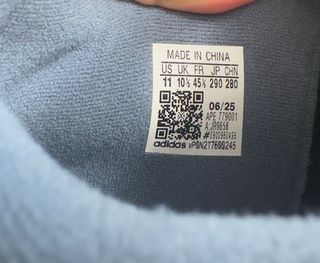 MADE IN CHINA
US UK FR JP CHN
11 10½ 45⅓ 290 280
06/25
APE 779001
adidas